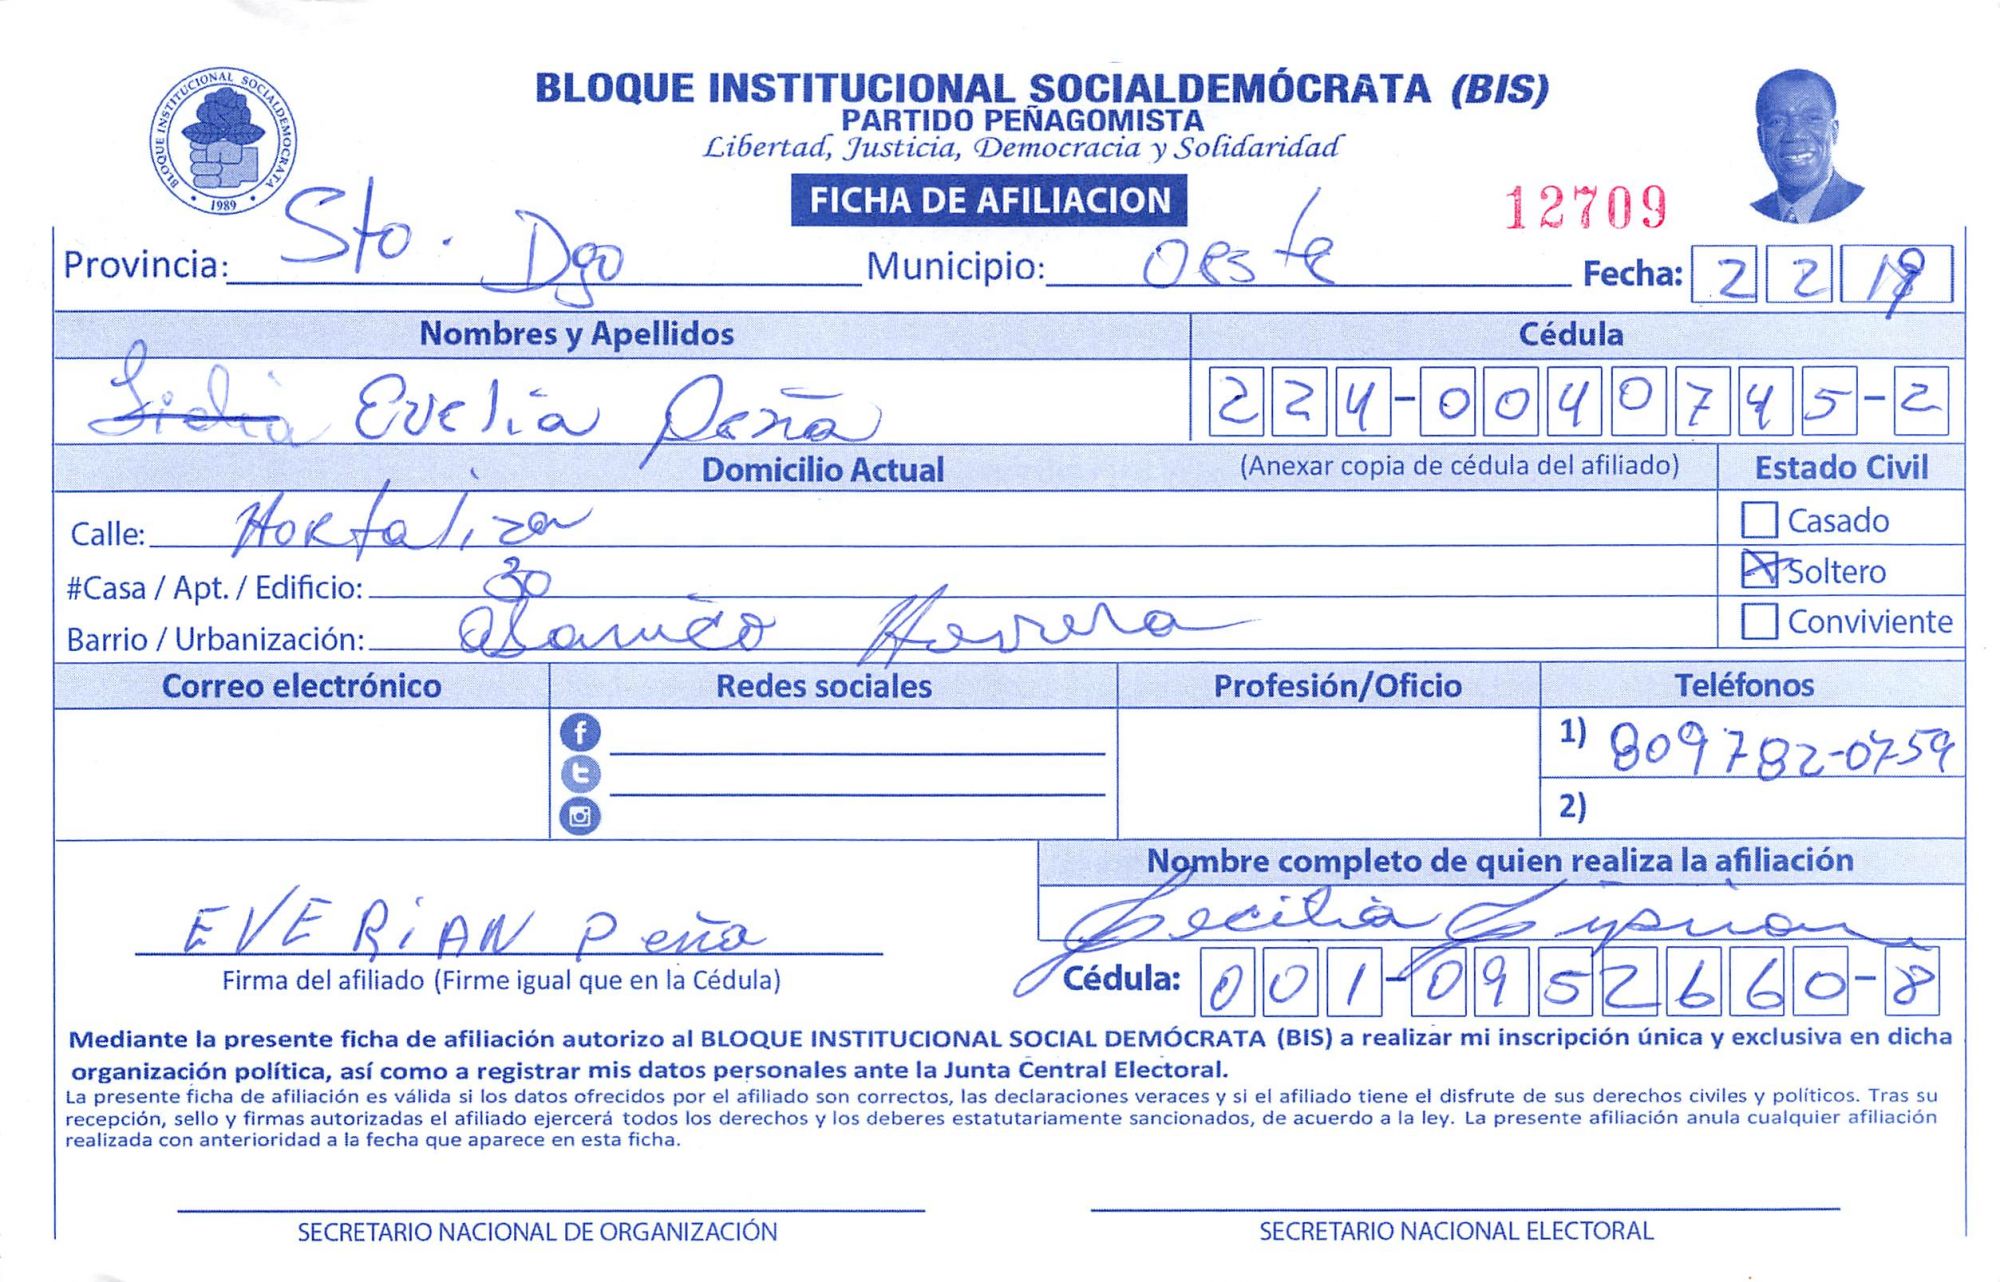 BLOQUE INSTITUCIONAL SOCIALDEMOCRATA
1989
BLOQUE INSTITUCIONAL SOCIALDEMÓCRATA (BIS)
PARTIDO PEÑAGOMISTA
Libertad, Justicia, Democracia y Solidaridad
FICHA DE AFILIACION
12709
Provincia: Sto. Dgo Municipio: Oeste Fecha: 2 2 19
Nombres y Apellidos Cédula
Lidia Evelia Peña 224-0040745-2
Domicilio Actual (Anexar copia de cédula del afiliado) Estado Civil
Calle: Hortaliza Casado
#Casa / Apt. / Edificio: 30 Soltero
Barrio / Urbanización: Herrera Conviviente
Correo electrónico Redes sociales Profesión/Oficio Teléfonos
1) 809782-0759
2)
Nombre completo de quien realiza la afiliación
EVERiAN Peña Cecilia Cyprian
Firma del afiliado (Firme igual que en la Cédula) Cédula: 001-0952660-8
Mediante la presente ficha de afiliación autorizo al BLOQUE INSTITUCIONAL SOCIAL DEMÓCRATA (BIS) a realizar mi inscripción única y exclusiva en dicha
organización política, así como a registrar mis datos personales ante la Junta Central Electoral.
La presente ficha de afiliación es válida si los datos ofrecidos por el afiliado son correctos, las declaraciones veraces y si el afiliado tiene el disfrute de sus derechos civiles y políticos. Tras su
recepción, sello y firmas autorizadas el afiliado ejercerá todos los derechos y los deberes estatutariamente sancionados, de acuerdo a la ley. La presente afiliación anula cualquier afiliación
realizada con anterioridad a la fecha que aparece en esta ficha.
SECRETARIO NACIONAL DE ORGANIZACIÓN SECRETARIO NACIONAL ELECTORAL